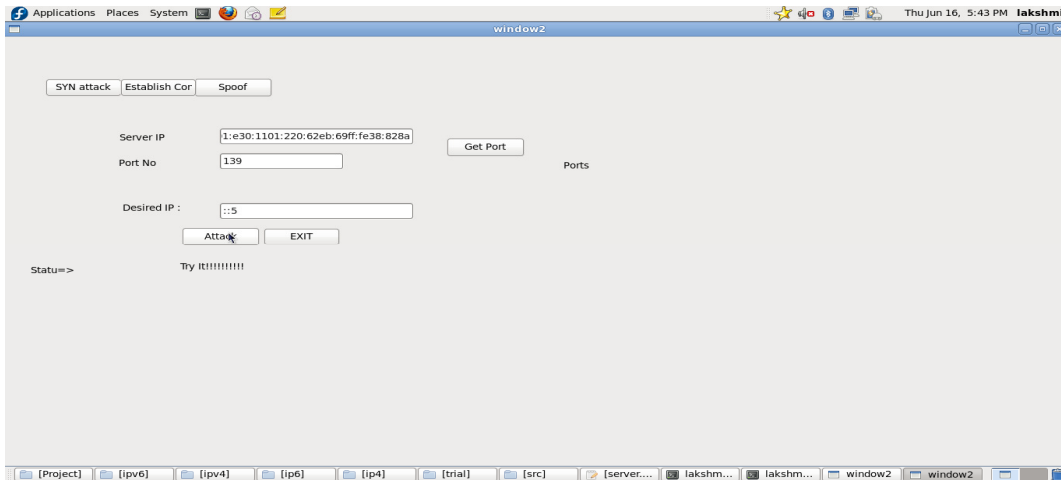 Applications Places System Thu Jun 16, 5:43 PM lakshmi
window2
SYN attack Establish Cor Spoof
Server IP 1:e30:1101:220:62eb:69ff:fe38:828a Get Port
Port No 139 Ports
Desired IP : ::5
Attack EXIT
Statu=> Try It!!!!!!!!!!
[Project] [ipv6] [ipv4] [ip6] [ip4] [trial] [src] [server.... lakshm... lakshm... window2 window2